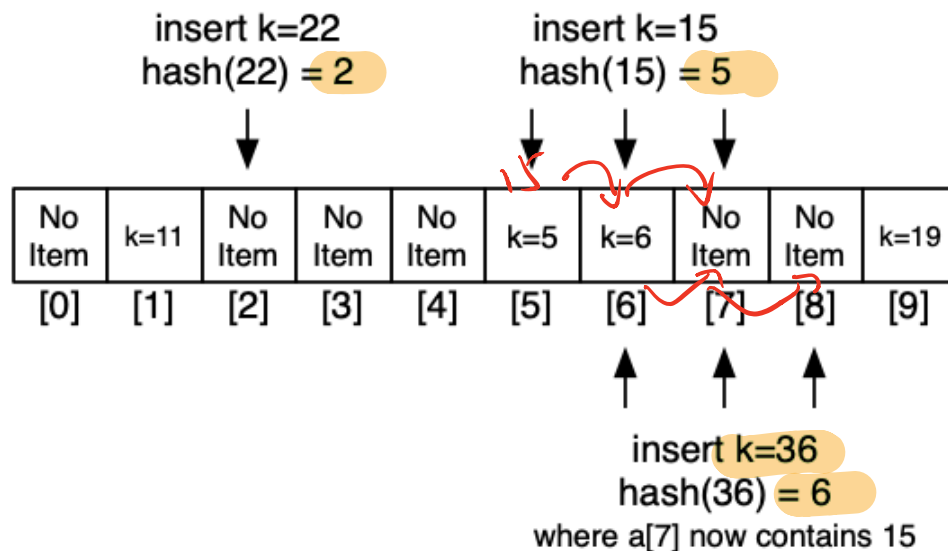 insert k=22
hash(22) = 2
insert k=15
hash(15) = 5
15
No Item
k=11
No Item
No Item
No Item
k=5
k=6
No Item
No Item
k=19
[0] [1] [2] [3] [4] [5] [6] [7] [8] [9]
insert k=36
hash(36) = 6
where a[7] now contains 15